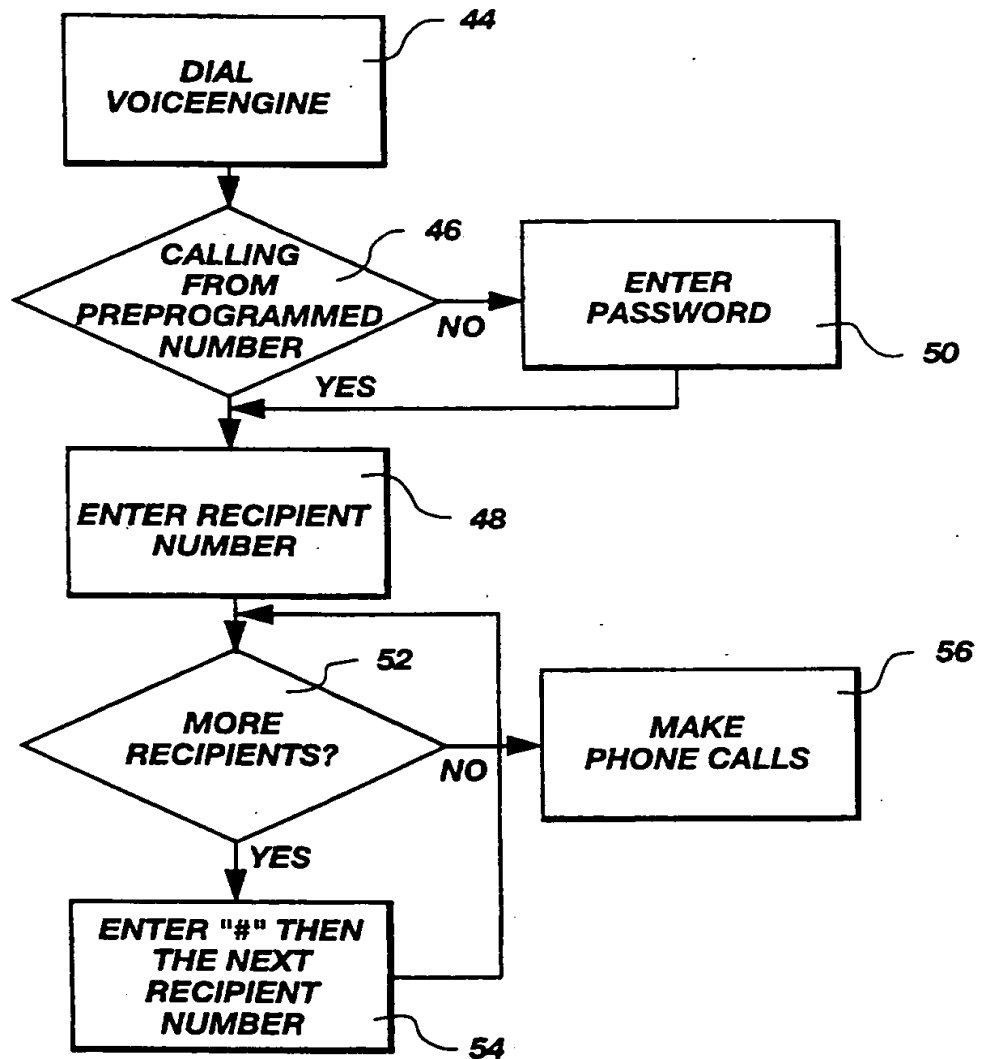 44
DIAL
VOICEENGINE
46
CALLING
FROM
PREPROGRAMMED
NUMBER
NO
ENTER
PASSWORD
50
YES
ENTER RECIPIENT
NUMBER
48
52
MORE
RECIPIENTS?
NO
56
MAKE
PHONE CALLS
YES
ENTER "#" THEN
THE NEXT
RECIPIENT
NUMBER
54